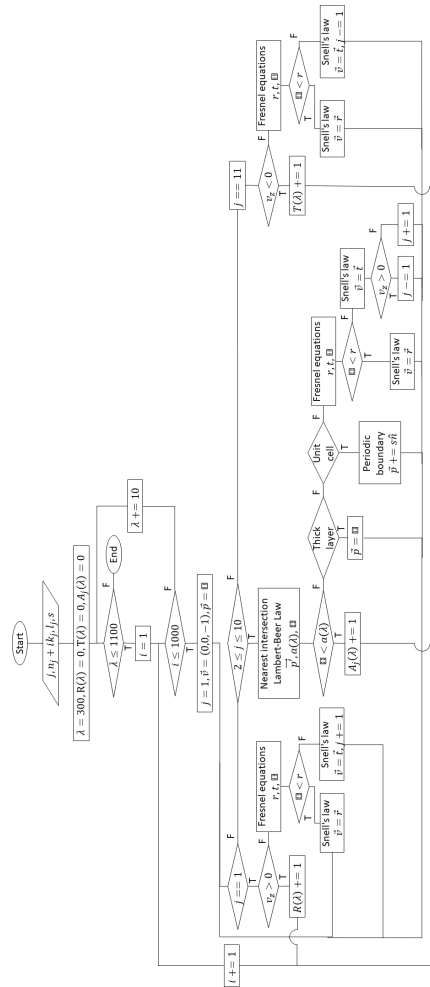 Start
j, n_j + ik_j, l_j, s
λ = 300, R(λ) = 0, T(λ) = 0, A_j(λ) = 0
λ ≤ 1100
F
End
T
λ += 10
i = 1
i ≤ 1000
F
T
i += 1
j = 1, v⃗ = (0,0, −1), p⃗ = ⚄
j == 1
F
T
2 ≤ j ≤ 10
F
T
j == 11
v_z > 0
F
T
Fresnel equations
r, t, ⚄
⚄ < r
F
T
R(λ) += 1
Snell's law
v⃗ = r⃗
Snell's law
v⃗ = t⃗, j += 1
Nearest intersection
Lambert-Beer Law
p⃗', α(λ), ⚄
⚄ < α(λ)
F
T
A_j(λ) += 1
Thick
layer
F
T
p⃗ = ⚄
Unit
cell
F
T
Periodic
boundary
p⃗ += sn̂
Fresnel equations
r, t, ⚄
⚄ < r
F
T
Snell's law
v⃗ = r⃗
Snell's law
v⃗ = t⃗
v_z > 0
F
T
j −= 1
j += 1
v_z < 0
F
T
T(λ) += 1
Fresnel equations
r, t, ⚄
⚄ < r
F
T
Snell's law
v⃗ = r⃗
Snell's law
v⃗ = t⃗, j −= 1